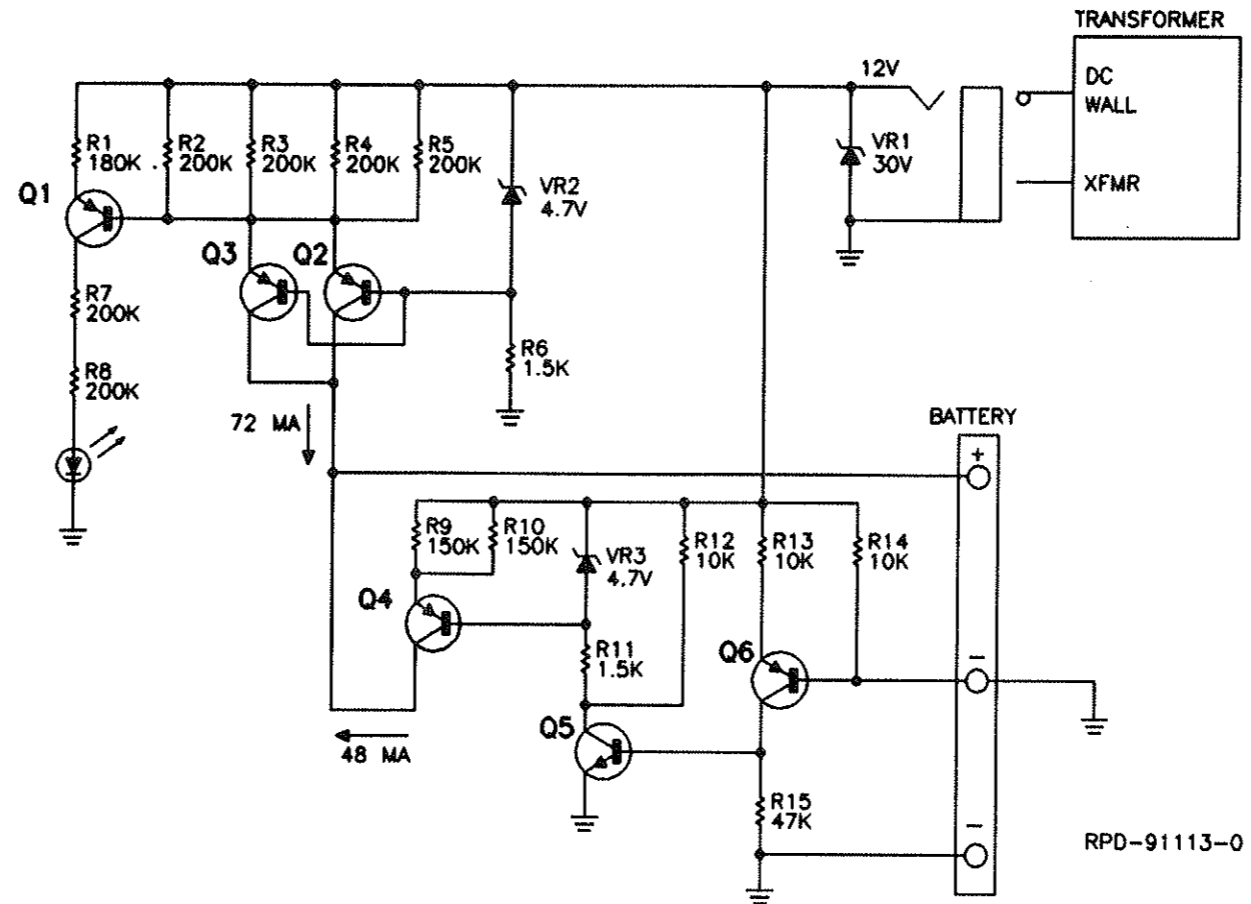 TRANSFORMER
12V
DC
WALL
XFMR
VR1
30V
R1
180K
R2
200K
R3
200K
R4
200K
R5
200K
VR2
4.7V
Q1
Q3
Q2
R7
200K
R6
1.5K
R8
200K
72 MA
BATTERY
+
R9
150K
R10
150K
VR3
4.7V
R12
10K
R13
10K
R14
10K
Q4
R11
1.5K
Q6
−
Q5
48 MA
R15
47K
−
RPD-91113-0